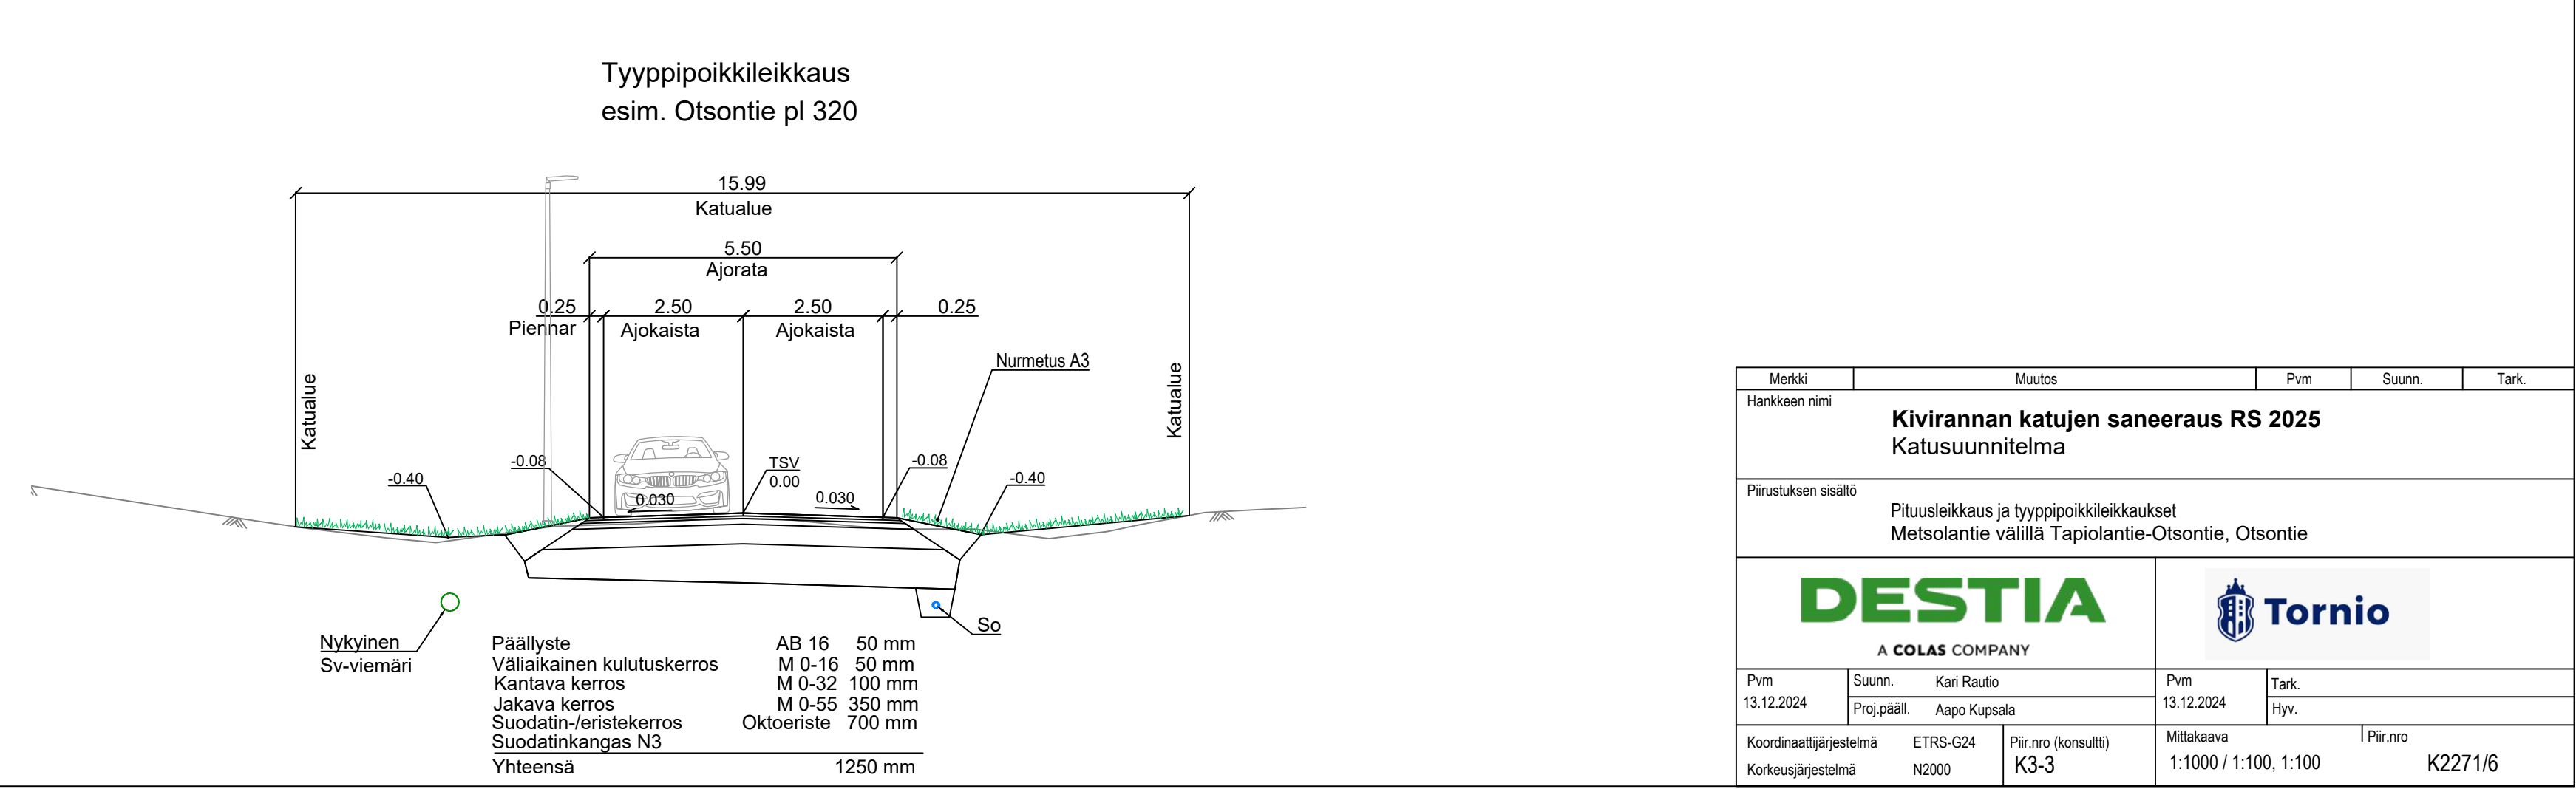 Tyyppipoikkileikkaus
esim. Otsontie pl 320
15.99
Katualue
5.50
Ajorata
0.25 2.50 2.50 0.25
Piennar Ajokaista Ajokaista
Nurmetus A3
Katualue
Katualue
-0.08
TSV
0.00
-0.08
-0.40
-0.40
0.030
0.030
Nykyinen
Sv-viemäri
So
Päällyste AB 16 50 mm
Väliaikainen kulutuskerros M 0-16 50 mm
Kantava kerros M 0-32 100 mm
Jakava kerros M 0-55 350 mm
Suodatin-/eristekerros Oktoeriste 700 mm
Suodatinkangas N3
Yhteensä 1250 mm
Merkki Muutos Pvm Suunn. Tark.
Hankkeen nimi
Kivirannan katujen saneeraus RS 2025
Katusuunnitelma
Piirustuksen sisältö
Pituusleikkaus ja tyyppipoikkileikkaukset
Metsolantie välillä Tapiolantie-Otsontie, Otsontie
DESTIA
A COLAS COMPANY
Tornio
Pvm
13.12.2024
Suunn. Kari Rautio
Proj.pääll. Aapo Kupsala
Pvm
13.12.2024
Tark.
Hyv.
Koordinaattijärjestelmä ETRS-G24
Korkeusjärjestelmä N2000
Piir.nro (konsultti)
K3-3
Mittakaava
1:1000 / 1:100, 1:100
Piir.nro
K2271/6